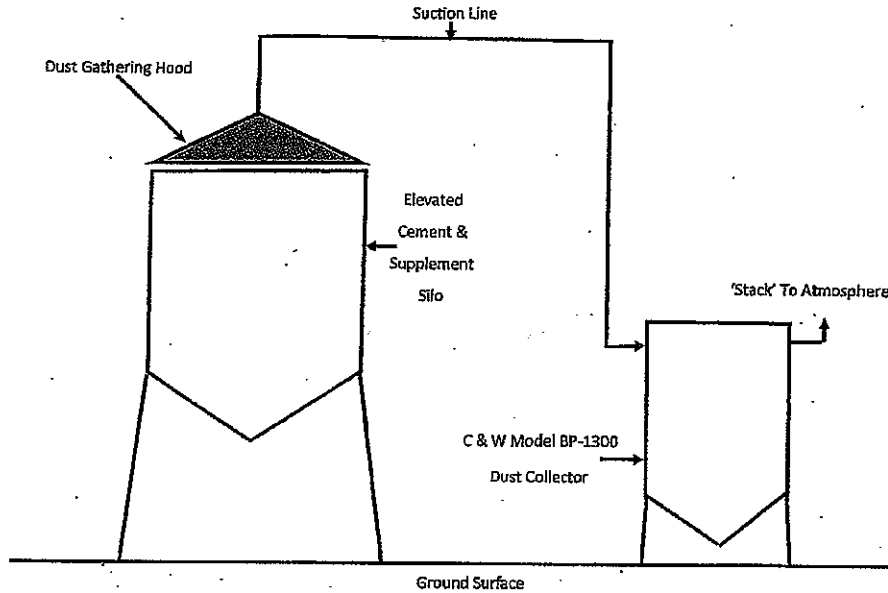 Suction Line
Dust Gathering Hood
Elevated
Cement &
Supplement
Silo
'Stack' To Atmosphere
C & W Model BP-1300
Dust Collector
Ground Surface